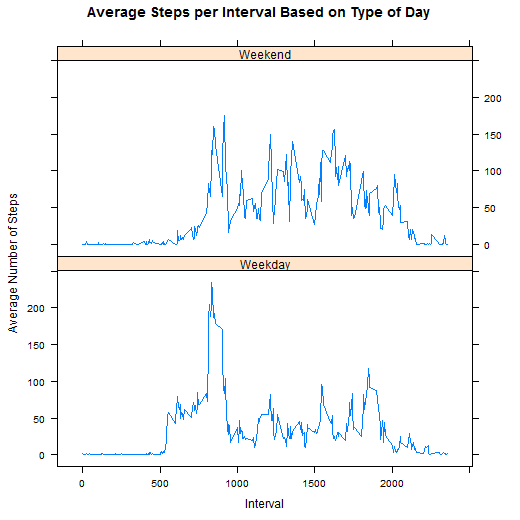 Average Steps per Interval Based on Type of Day
Weekend
200
150
100
50
0
Average Number of Steps
Weekday
200
150
100
50
0
0 500 1000 1500 2000
Interval